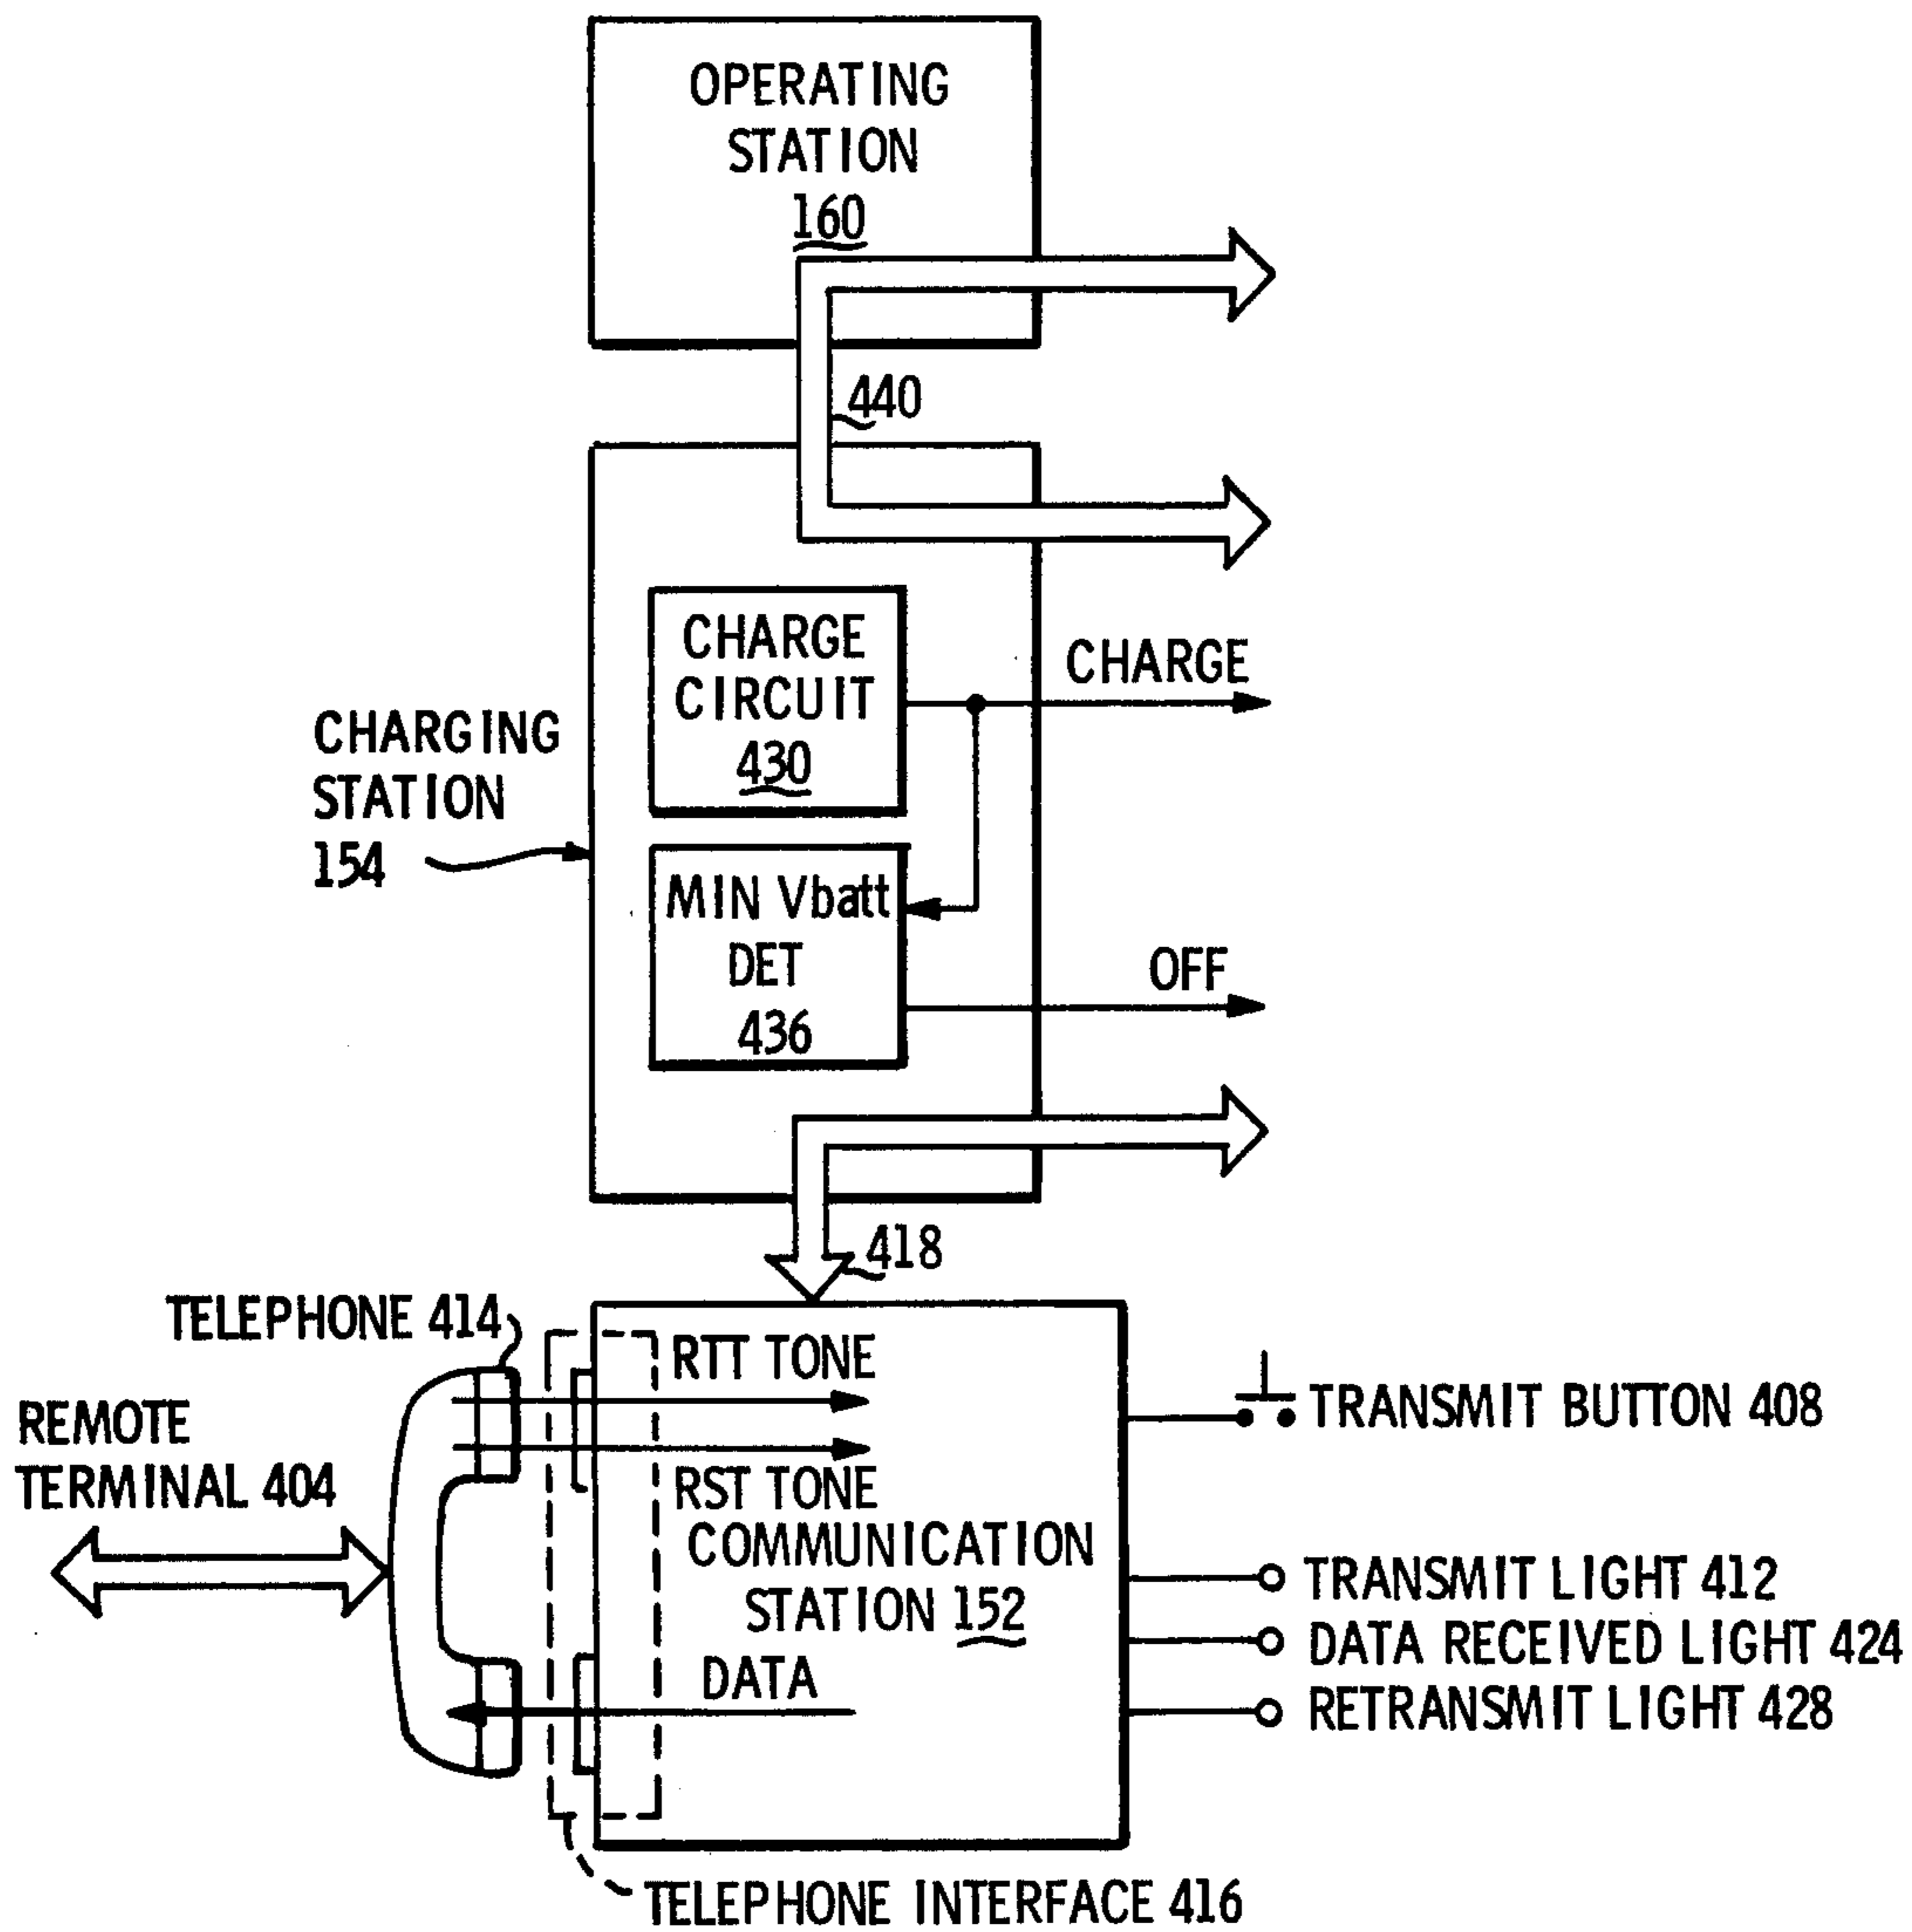 OPERATING
STATION
160
440
CHARGE
CIRCUIT
430
CHARGE
CHARGING
STATION
154
MIN Vbatt
DET
436
OFF
418
TELEPHONE 414
RTT TONE
REMOTE
TERMINAL 404
RST TONE
COMMUNICATION
STATION 152
DATA
TRANSMIT BUTTON 408
TRANSMIT LIGHT 412
DATA RECEIVED LIGHT 424
RETRANSMIT LIGHT 428
TELEPHONE INTERFACE 416